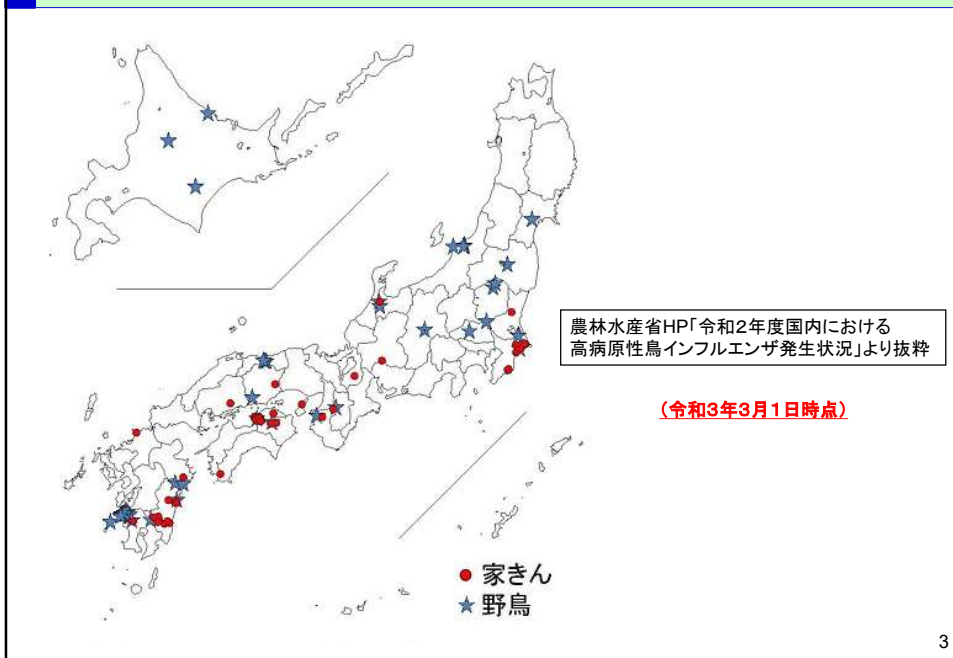 農林水産省HP「令和2年度国内における
高病原性鳥インフルエンザ発生状況」より抜粋
(令和3年3月1日時点)
家きん
野鳥
3